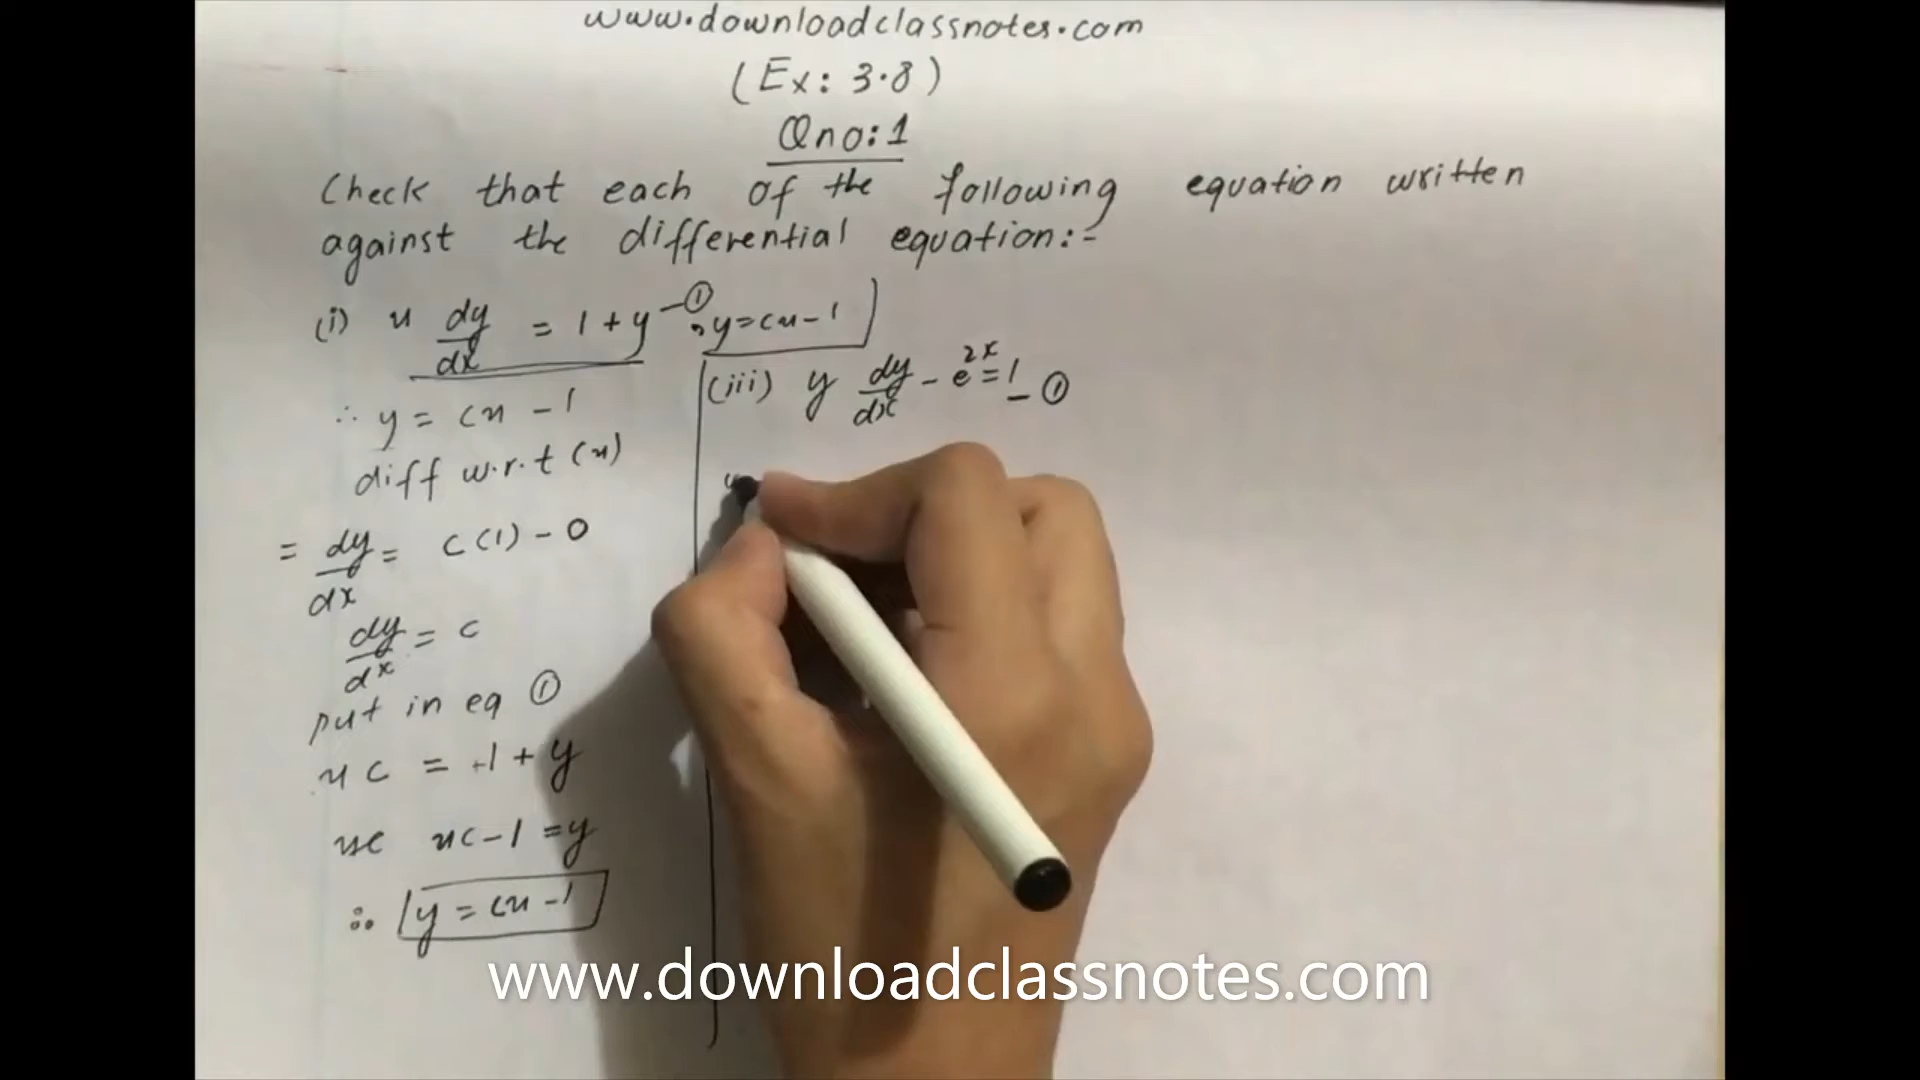 www.downloadclassnotes.com
(Ex: 3.8)
Qno:1
Check that each of the following equation written
against the differential equation:-
(i) x dy/dx = 1 + y -① , y = cx - 1
∴ y = cx - 1
diff w.r.t (x)
= dy/dx = c(1) - 0
dy/dx = c
put in eq ①
x c = 1 + y
xc - 1 = y
∴ y = cx - 1
(iii) y dy/dx - e^2x = 1 - ①
www.downloadclassnotes.com